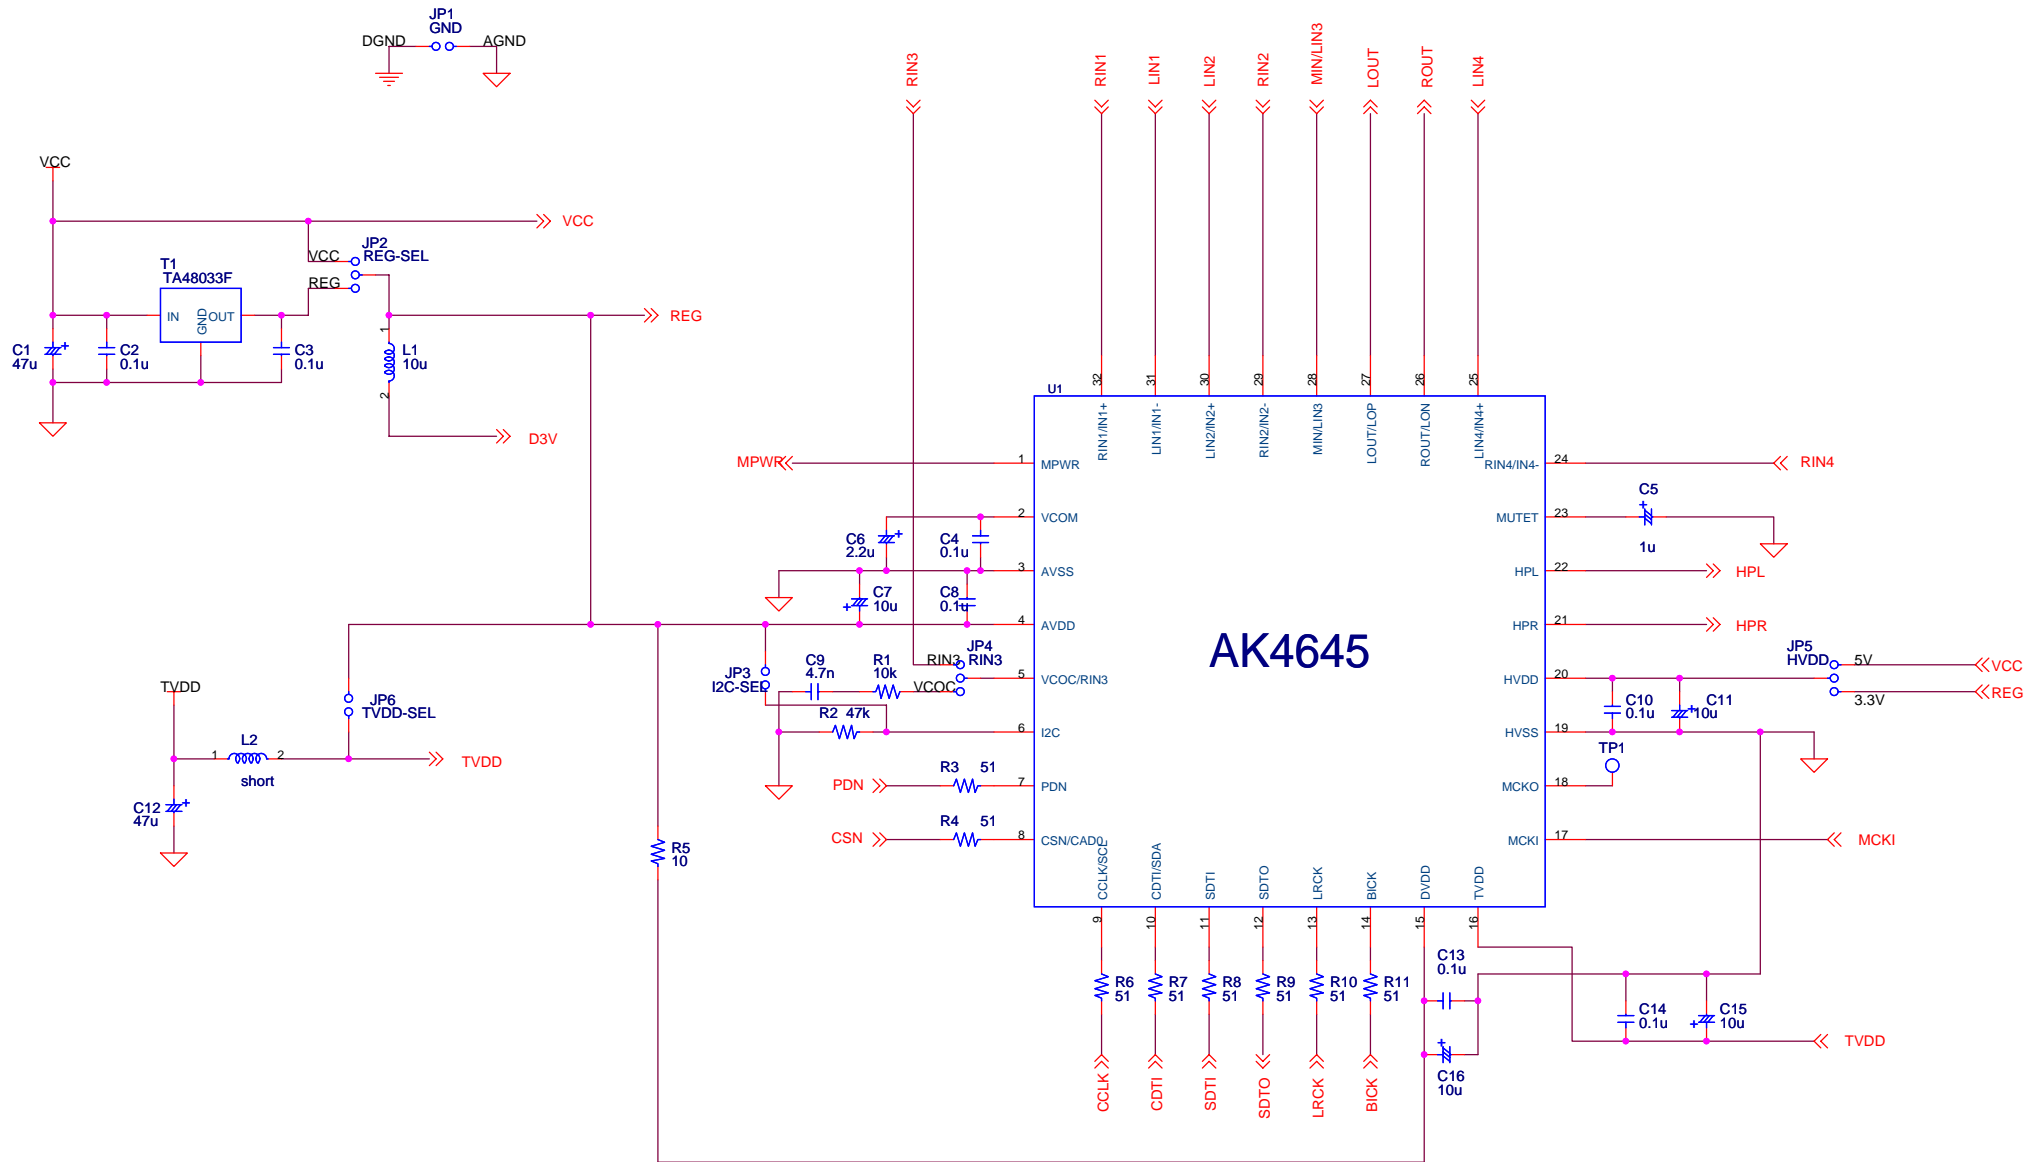 JP1
GND
DGND
AGND
RIN3
RIN1
LIN1
LIN2
RIN2
MIN/LIN3
LOUT
ROUT
LIN4
VCC
VCC
JP2
REG-SEL
VCC
REG
T1
TA48033F
IN
GND
OUT
REG
C1
47u
C2
0.1u
C3
0.1u
1
L1
10u
2
D3V
32
31
30
29
28
27
26
25
U1
RIN1/IN1+
LIN1/IN1-
LIN2/IN2+
RIN2/IN2-
MIN/LIN3
LOUT/LOP
ROUT/LON
LIN4/IN4+
MPWR
1
MPWR
RIN4/IN4-
24
RIN4
C5
1u
2
VCOM
MUTET
23
C6
2.2u
C4
0.1u
3
AVSS
HPL
22
HPL
C7
10u
C8
0.1u
4
AVDD
HPR
21
HPR
AK4645
JP4
RIN3
RIN3
VCOC
C9
4.7n
R1
10k
JP3
I2C-SEL
5
VCOC/RIN3
HVDD
20
JP5
HVDD
5V
3.3V
VCC
REG
C10
0.1u
C11
10u
R2 47k
6
I2C
HVSS
19
TVDD
JP6
TVDD-SEL
L2
1
2
short
TVDD
C12
47u
PDN
R3 51
7
PDN
TP1
MCKO
18
CSN
R4 51
8
CSN/CAD0
MCKI
17
MCKI
R5
10
CCLK/SCL
CDTI/SDA
SDTI
SDTO
LRCK
BICK
DVDD
TVDD
9
10
11
12
13
14
15
16
R6
51
R7
51
R8
51
R9
51
R10
51
R11
51
C13
0.1u
C14
0.1u
C15
10u
TVDD
C16
10u
CCLK
CDTI
SDTI
SDTO
LRCK
BICK